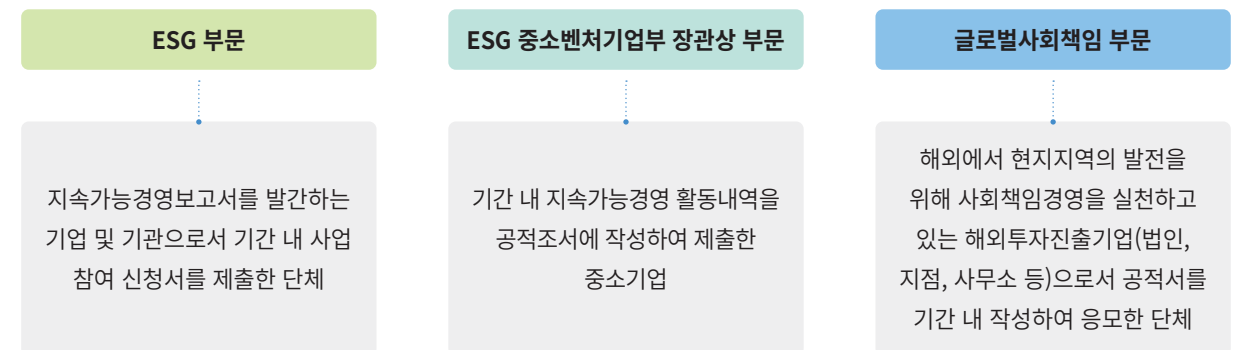 ESG 부문
지속가능경영보고서를 발간하는
기업 및 기관으로서 기간 내 사업
참여 신청서를 제출한 단체
ESG 중소벤처기업부 장관상 부문
기간 내 지속가능경영 활동내역을
공적조서에 작성하여 제출한
중소기업
글로벌사회책임 부문
해외에서 현지지역의 발전을
위해 사회책임경영을 실천하고
있는 해외투자진출기업(법인,
지점, 사무소 등)으로서 공적서를
기간 내 작성하여 응모한 단체